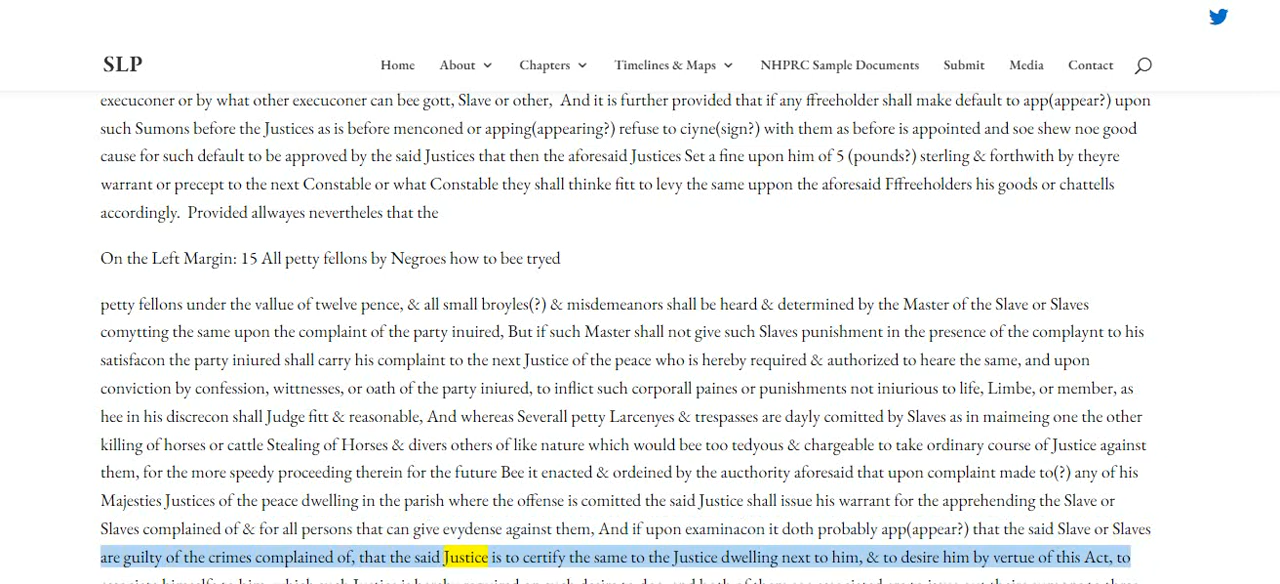 SLP
Home About Chapters Timelines & Maps NHPRC Sample Documents Submit Media Contact
execuconer or by what other execuconer can bee gott, Slave or other, And it is further provided that if any ffreeholder shall make default to app(appear?) upon
such Sumons before the Justices as is before menconed or apping(appearing?) refuse to ciyne(sign?) with them as before is appointed and soe shew noe good
cause for such default to be approved by the said Justices that then the aforesaid Justices Set a fine upon him of 5 (pounds?) sterling & forthwith by theyre
warrant or precept to the next Constable or what Constable they shall thinke fitt to levy the same uppon the aforesaid Fffreeholders his goods or chattells
accordingly. Provided allwayes nevertheles that the
On the Left Margin: 15 All petty fellons by Negroes how to bee tryed
petty fellons under the vallue of twelve pence, & all small broyles(?) & misdemeanors shall be heard & determined by the Master of the Slave or Slaves
comytting the same upon the complaint of the party inuired, But if such Master shall not give such Slaves punishment in the presence of the complaynt to his
satisfacon the party iniured shall carry his complaint to the next Justice of the peace who is hereby required & authorized to heare the same, and upon
conviction by confession, wittnesses, or oath of the party iniured, to inflict such corporall paines or punishments not iniurious to life, Limbe, or member, as
hee in his discrecon shall Judge fitt & reasonable, And whereas Severall petty Larcenyes & trespasses are dayly comitted by Slaves as in maimeing one the other
killing of horses or cattle Stealing of Horses & divers others of like nature which would bee too tedyous & chargeable to take ordinary course of Justice against
them, for the more speedy proceeding therein for the future Bee it enacted & ordeined by the aucthority aforesaid that upon complaint made to(?) any of his
Majesties Justices of the peace dwelling in the parish where the offense is comitted the said Justice shall issue his warrant for the apprehending the Slave or
Slaves complained of & for all persons that can give evydense against them, And if upon examinacon it doth probably app(appear?) that the said Slave or Slaves
are guilty of the crimes complained of, that the said Justice is to certify the same to the Justice dwelling next to him, & to desire him by vertue of this Act, to